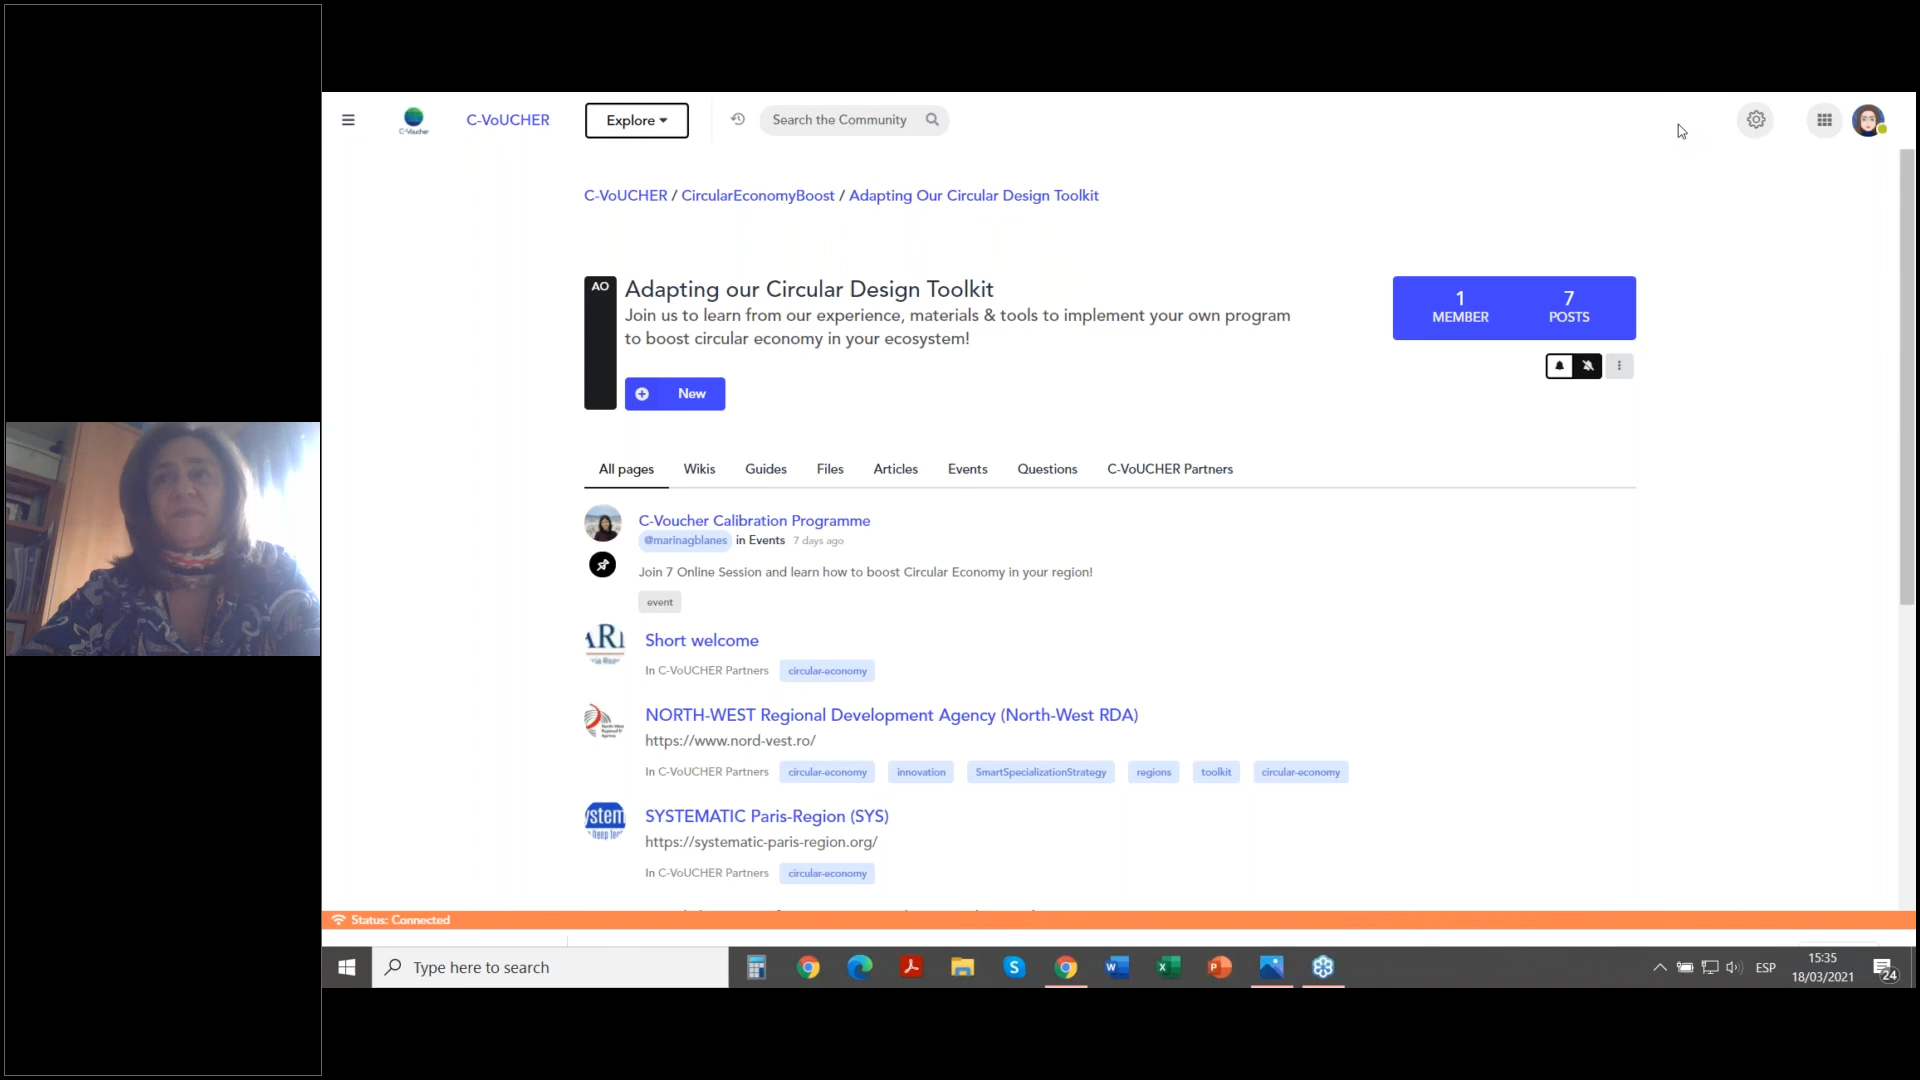 C-Voucher
C-VoUCHER
Explore
Search the Community
C-VoUCHER / CircularEconomyBoost / Adapting Our Circular Design Toolkit
AO
Adapting our Circular Design Toolkit
Join us to learn from our experience, materials & tools to implement your own program
to boost circular economy in your ecosystem!
1
MEMBER
7
POSTS
New
All pages Wikis Guides Files Articles Events Questions C-VoUCHER Partners
C-Voucher Calibration Programme
@marinagblanes in Events 7 days ago
Join 7 Online Session and learn how to boost Circular Economy in your region!
event
Short welcome
In C-VoUCHER Partners circular-economy
NORTH-WEST Regional Development Agency (North-West RDA)
https://www.nord-vest.ro/
In C-VoUCHER Partners circular-economy innovation SmartSpecializationStrategy regions toolkit circular-economy
SYSTEMATIC Paris-Region (SYS)
https://systematic-paris-region.org/
In C-VoUCHER Partners circular-economy
Status: Connected
Type here to search
ESP
15:35
18/03/2021
24